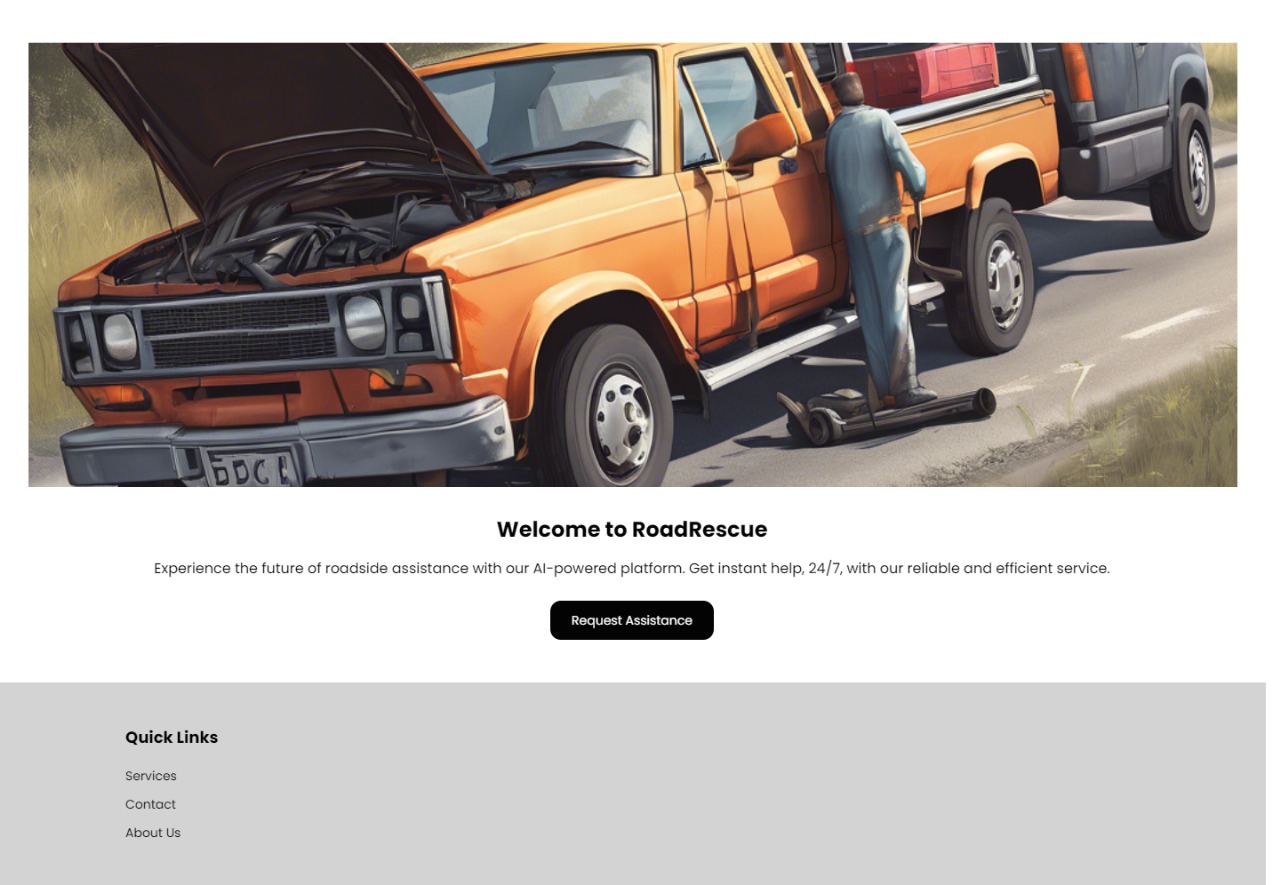 Welcome to RoadRescue
Experience the future of roadside assistance with our AI-powered platform. Get instant help, 24/7, with our reliable and efficient service.
Request Assistance
Quick Links
Services
Contact
About Us